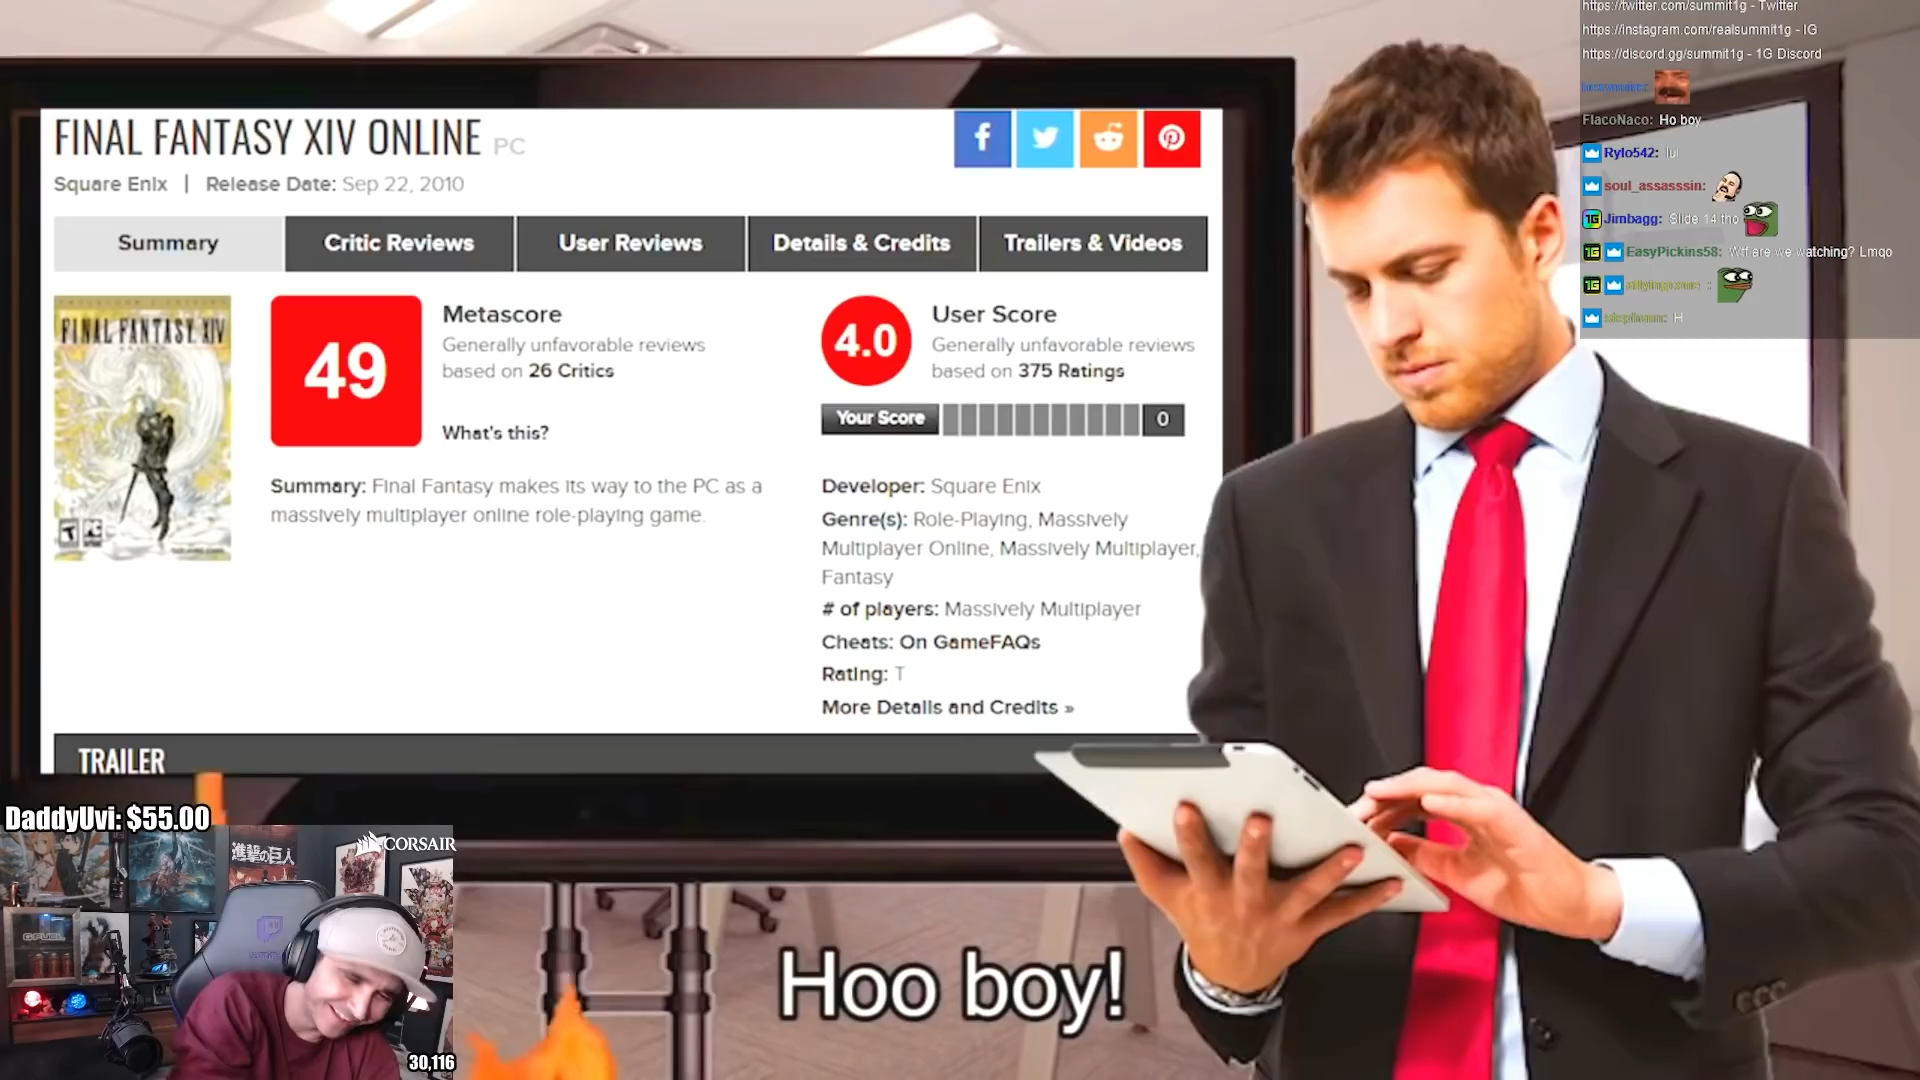 https://twitter.com/summit1g - Twitter
https://instagram.com/realsummit1g - IG
https://discord.gg/summit1g - 1G Discord
FlacoNaco: Ho boy
Rylo542: lul
soul_assasssin:
1G Jimbagg: Slide 14 tho
1G EasyPickins58: Wtf are we watching? Lmqo
1G
H
FINAL FANTASY XIV ONLINE PC
Square Enix | Release Date: Sep 22, 2010
f
Summary Critic Reviews User Reviews Details & Credits Trailers & Videos
FINAL FANTASY XIV
T
49
Metascore
Generally unfavorable reviews
based on 26 Critics
What's this?
Summary: Final Fantasy makes its way to the PC as a
massively multiplayer online role-playing game.
4.0
User Score
Generally unfavorable reviews
based on 375 Ratings
Your Score 0
Developer: Square Enix
Genre(s): Role-Playing, Massively
Multiplayer Online, Massively Multiplayer,
Fantasy
# of players: Massively Multiplayer
Cheats: On GameFAQs
Rating: T
More Details and Credits »
TRAILER
DaddyUvi: $55.00
CORSAIR
進撃の巨人
G FUEL
30,116
Hoo boy!